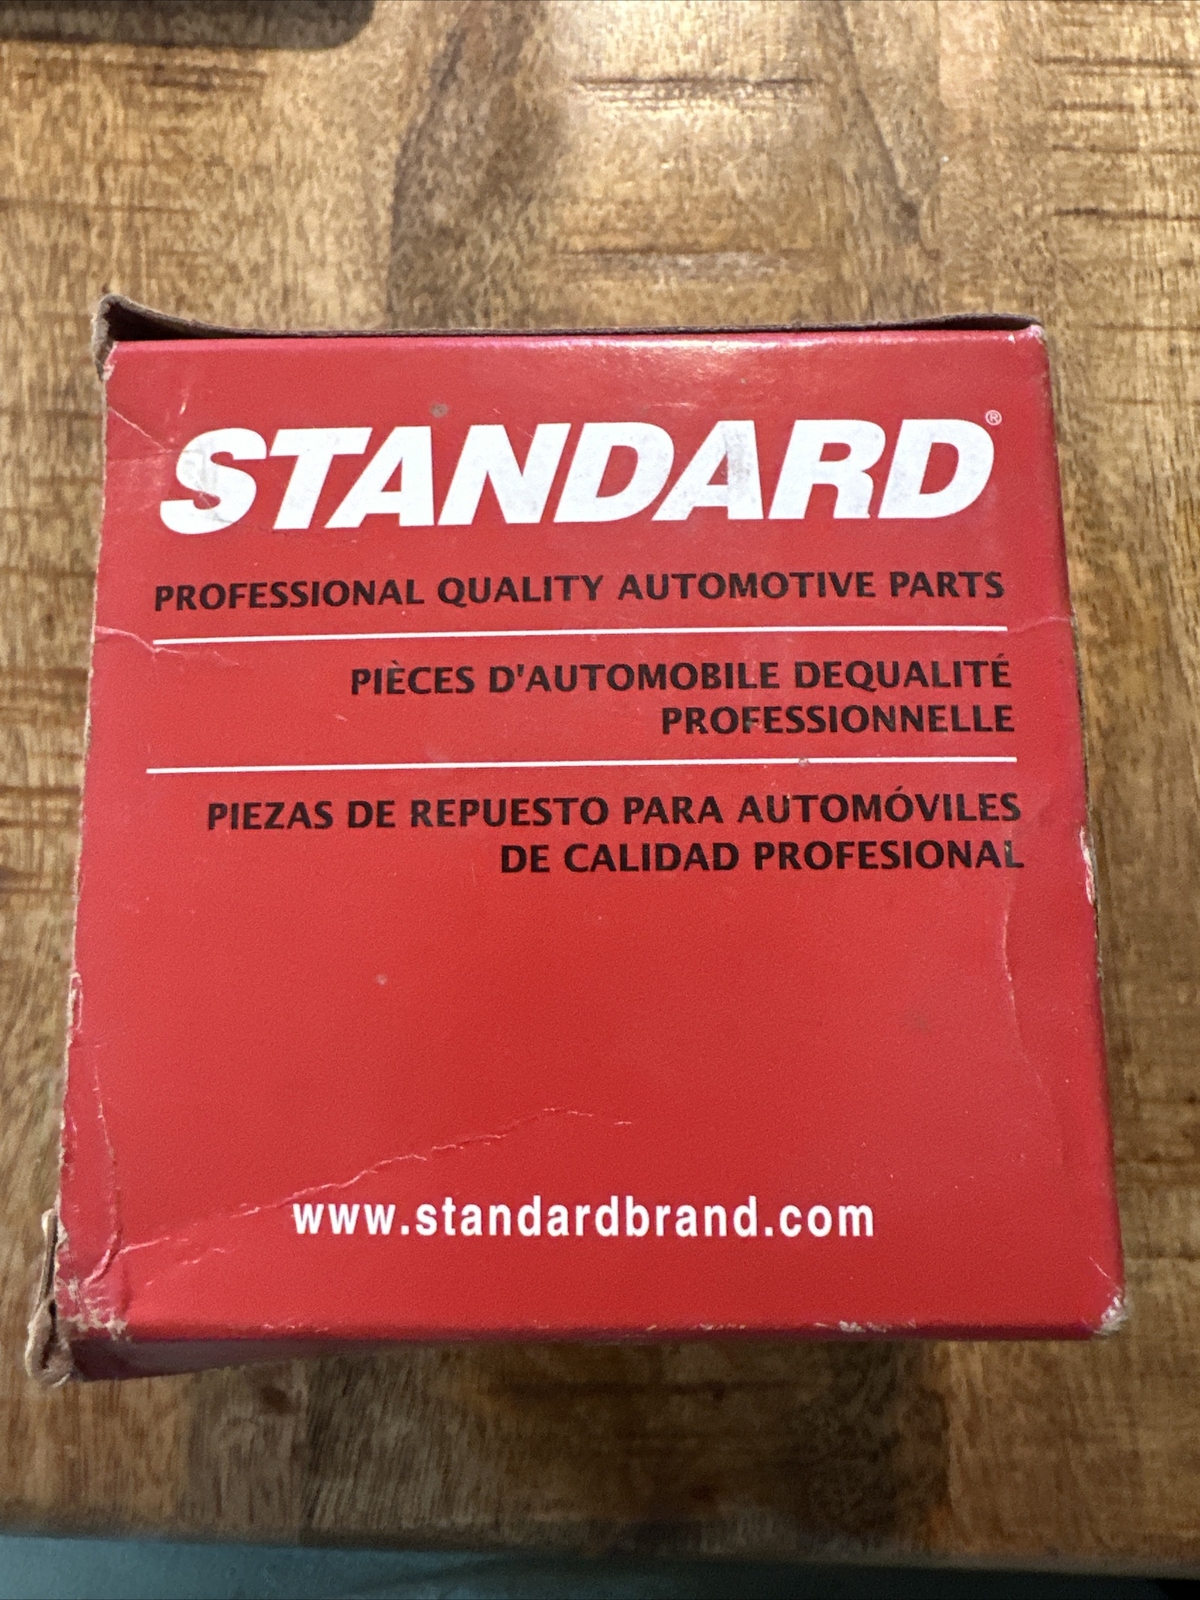 STANDARD®
PROFESSIONAL QUALITY AUTOMOTIVE PARTS
PIÈCES D'AUTOMOBILE DEQUALITÉ
PROFESSIONNELLE
PIEZAS DE REPUESTO PARA AUTOMÓVILES
DE CALIDAD PROFESIONAL
www.standardbrand.com